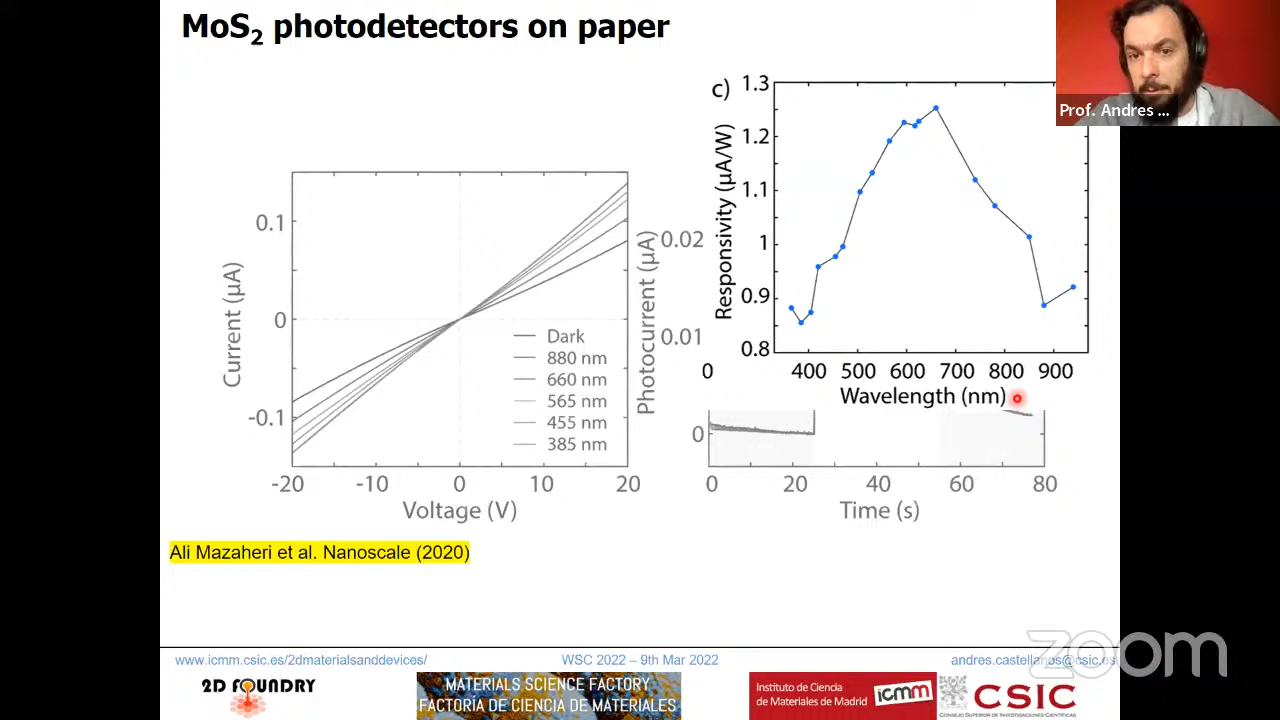 MoS₂ photodetectors on paper
Prof. Andres ...
c)
1.3
1.2
1.1
1
0.9
0.8
Responsivity (µA/W)
400 500 600 700 800 900
Wavelength (nm)
0.1
0
-0.1
Current (µA)
-20 -10 0 10 20
Voltage (V)
Dark
880 nm
660 nm
565 nm
455 nm
385 nm
Photocurrent (µA)
0.02
0.01
0
0
0 20 40 60 80
Time (s)
Ali Mazaheri et al. Nanoscale (2020)
zoom
www.icmm.csic.es/2dmaterialsanddevices/
WSC 2022 – 9th Mar 2022
andres.castellanos@csic.es
2D FOUNDRY
MATERIALS SCIENCE FACTORY
FACTORÍA DE CIENCIA DE MATERIALES
Instituto de Ciencia
de Materiales de Madrid
icmm
CSIC
CONSEJO SUPERIOR DE INVESTIGACIONES CIENTÍFICAS